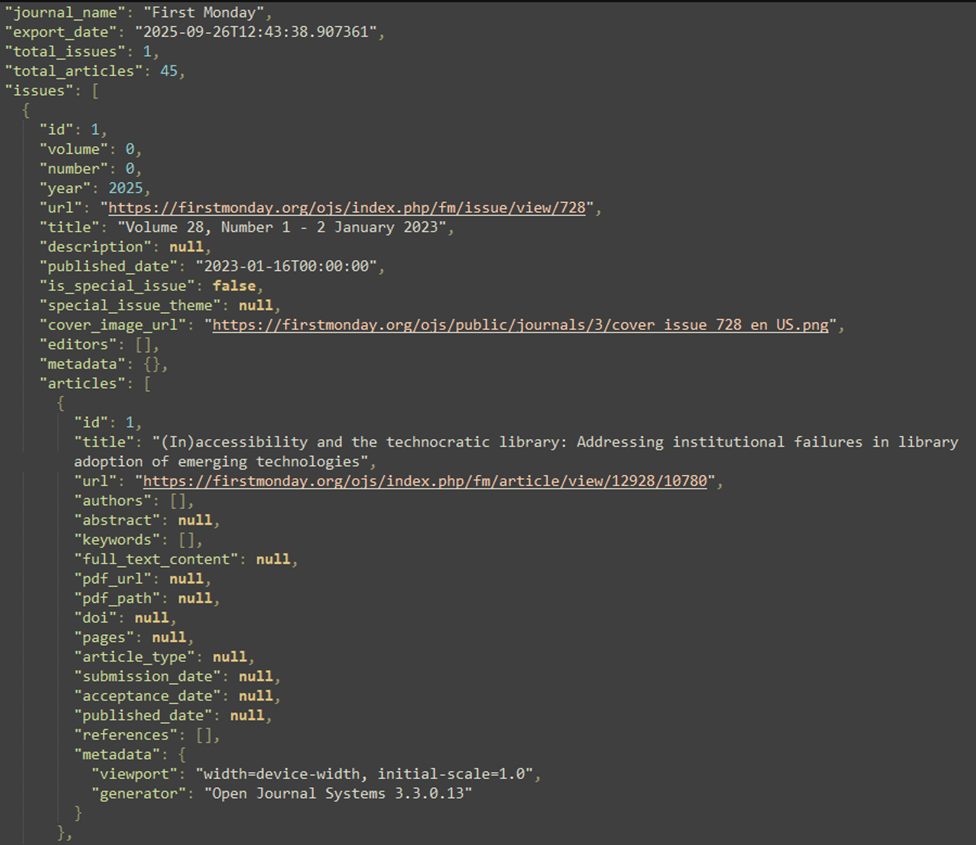 "journal_name": "First Monday",
"export_date": "2025-09-26T12:43:38.907361",
"total_issues": 1,
"total_articles": 45,
"issues": [
{
"id": 1,
"volume": 0,
"number": 0,
"year": 2025,
"url": "https://firstmonday.org/ojs/index.php/fm/issue/view/728",
"title": "Volume 28, Number 1 - 2 January 2023",
"description": null,
"published_date": "2023-01-16T00:00:00",
"is_special_issue": false,
"special_issue_theme": null,
"cover_image_url": "https://firstmonday.org/ojs/public/journals/3/cover_issue_728_en_US.png",
"editors": [],
"metadata": {},
"articles": [
{
"id": 1,
"title": "(In)accessibility and the technocratic library: Addressing institutional failures in library
adoption of emerging technologies",
"url": "https://firstmonday.org/ojs/index.php/fm/article/view/12928/10780",
"authors": [],
"abstract": null,
"keywords": [],
"full_text_content": null,
"pdf_url": null,
"pdf_path": null,
"doi": null,
"pages": null,
"article_type": null,
"submission_date": null,
"acceptance_date": null,
"published_date": null,
"references": [],
"metadata": {
"viewport": "width=device-width, initial-scale=1.0",
"generator": "Open Journal Systems 3.3.0.13"
}
},